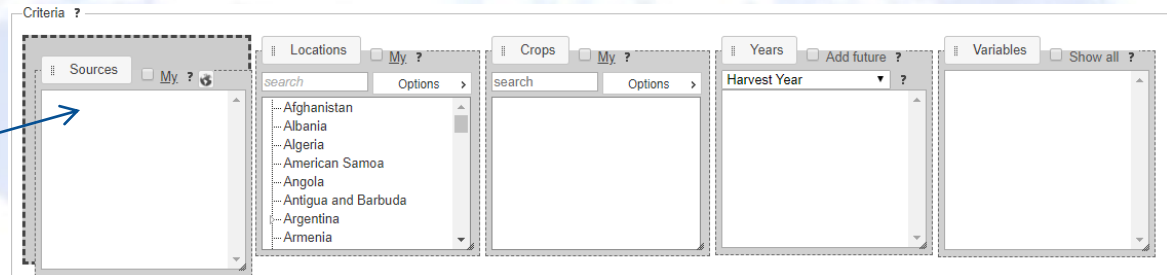 Criteria ?
Sources My ?
Locations My ?
search Options >
Afghanistan
Albania
Algeria
American Samoa
Angola
Antigua and Barbuda
Argentina
Armenia
Crops My ?
search Options >
Years Add future ?
Harvest Year ?
Variables Show all ?